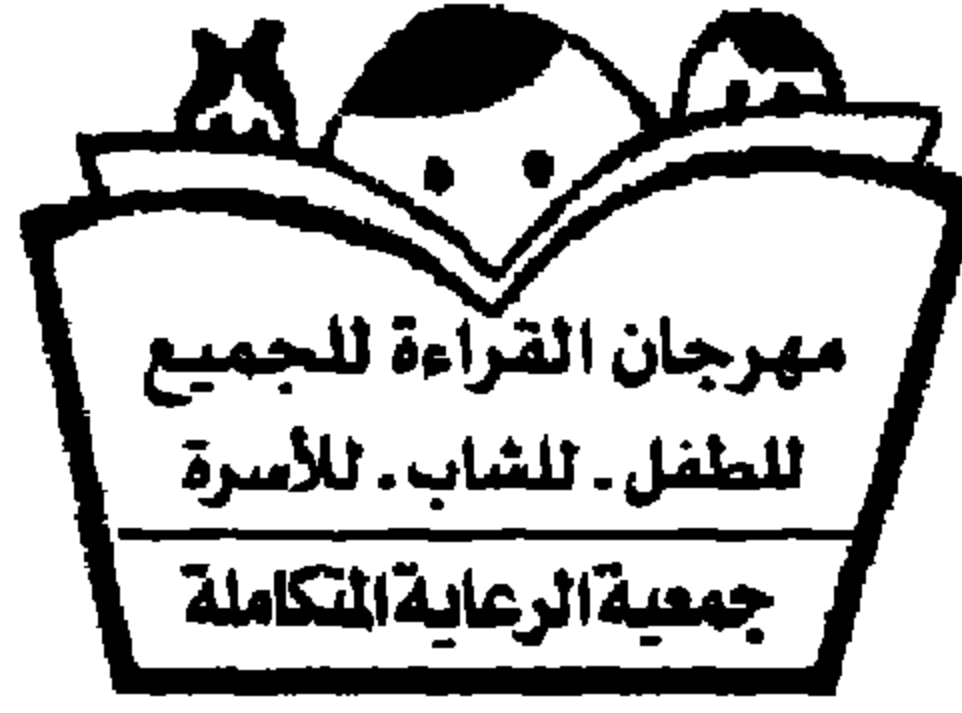 مهرجان القراءة للجميع
للطفل - للشاب - للأسرة
جمعية الرعاية المتكاملة